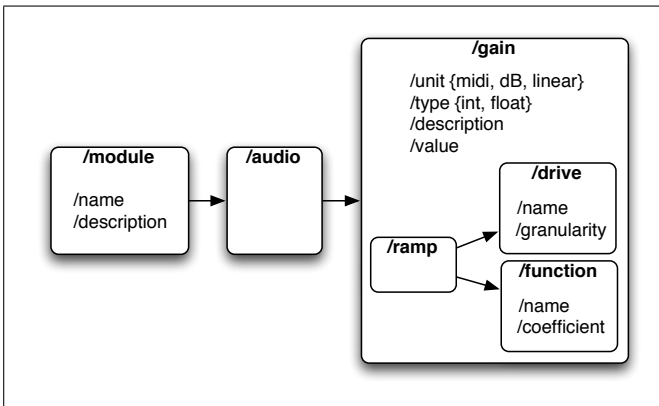 /module
/name
/description
/audio
/gain
/unit {midi, dB, linear}
/type {int, float}
/description
/value
/ramp
/drive
/name
/granularity
/function
/name
/coefficient